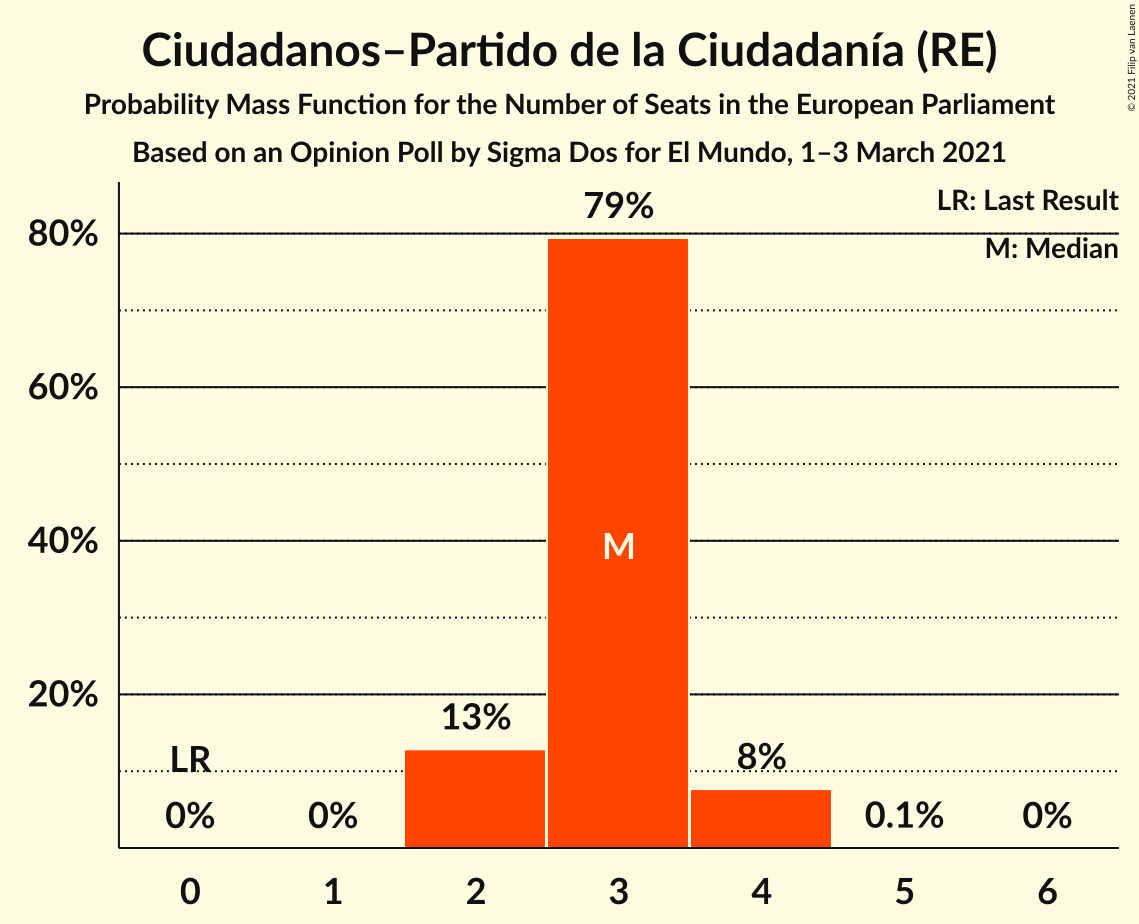 Ciudadanos–Partido de la Ciudadanía (RE)
Probability Mass Function for the Number of Seats in the European Parliament
Based on an Opinion Poll by Sigma Dos for El Mundo, 1–3 March 2021
© 2021 Filip van Laenen
LR: Last Result
M: Median
80%
60%
40%
20%
79%
M
13%
8%
LR
0%
0%
0.1%
0%
0
1
2
3
4
5
6